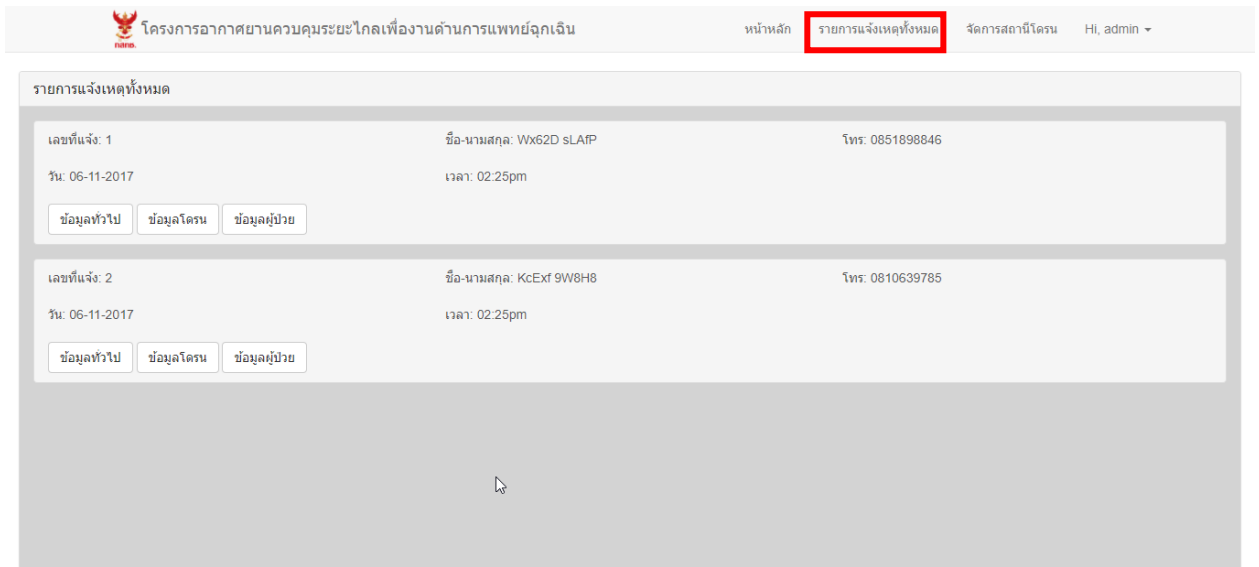 กสทช. โครงการอากาศยานควบคุมระยะไกลเพื่องานด้านการแพทย์ฉุกเฉิน หน้าหลัก รายการแจ้งเหตุทั้งหมด จัดการสถานีโดรน Hi, admin
รายการแจ้งเหตุทั้งหมด
เลขที่แจ้ง: 1 ชื่อ-นามสกุล: Wx62D sLAfP โทร: 0851898846
วัน: 06-11-2017 เวลา: 02:25pm
ข้อมูลทั่วไป ข้อมูลโดรน ข้อมูลผู้ป่วย
เลขที่แจ้ง: 2 ชื่อ-นามสกุล: KcExf 9W8H8 โทร: 0810639785
วัน: 06-11-2017 เวลา: 02:25pm
ข้อมูลทั่วไป ข้อมูลโดรน ข้อมูลผู้ป่วย